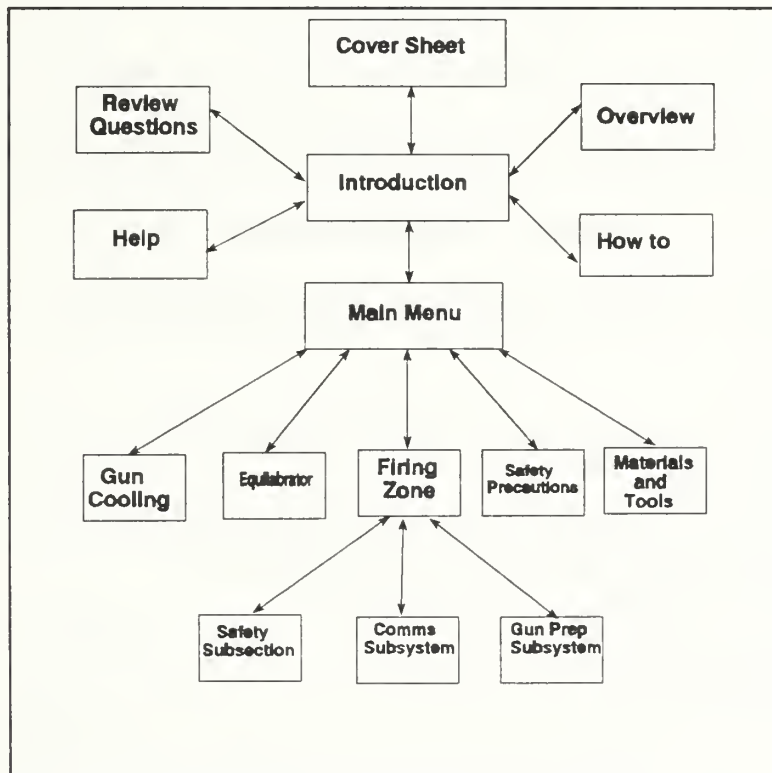 Cover Sheet
Review
Questions
Overview
Introduction
Help
How to
Main Menu
Gun
Cooling
Equilabrator
Firing
Zone
Safety
Precautions
Materials
and
Tools
Safety
Subsection
Comms
Subsystem
Gun Prep
Subsystem